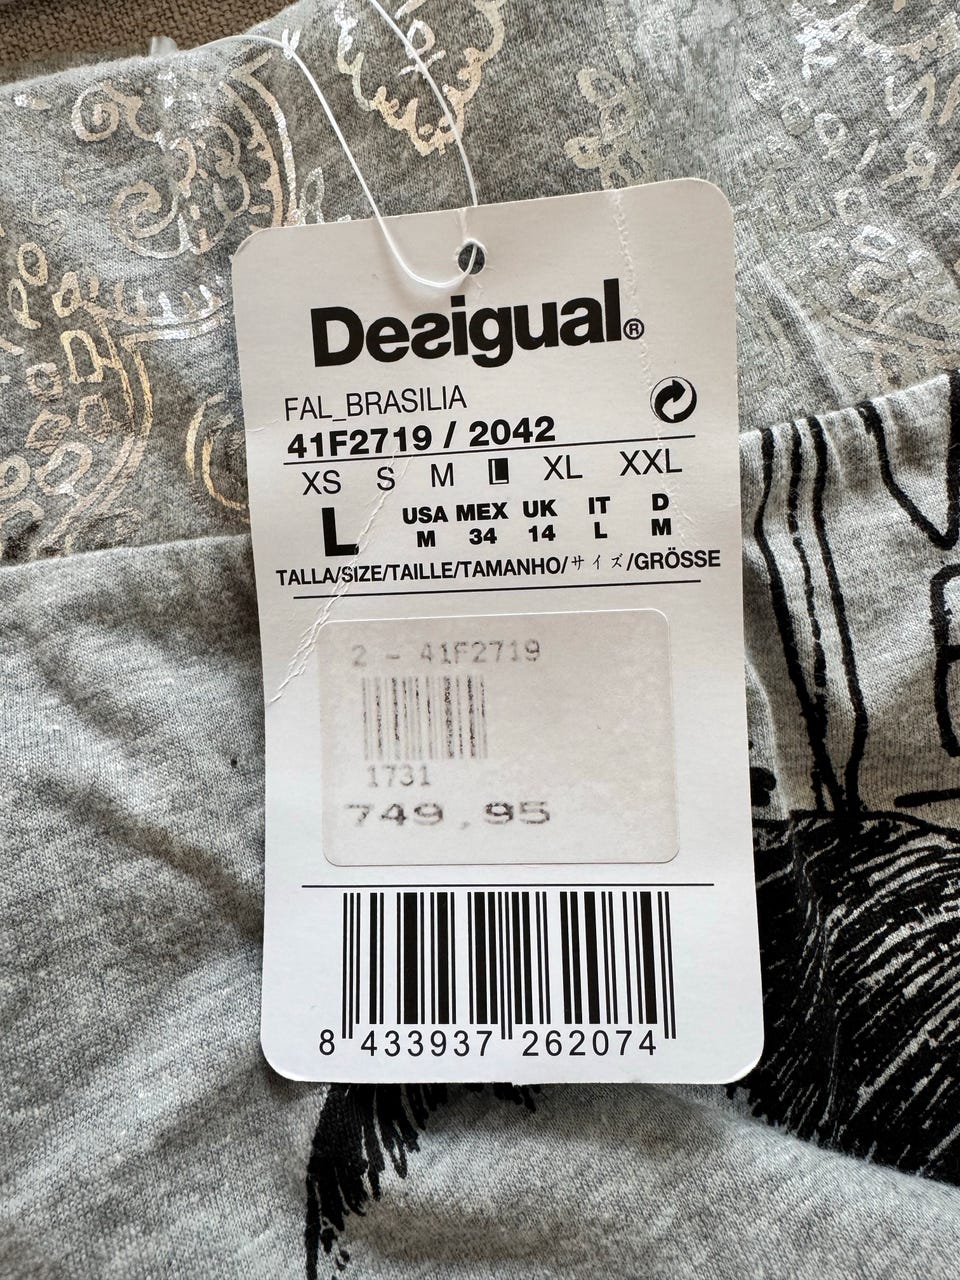 Desigual®
FAL_BRASILIA
41F2719 / 2042
XS S M L XL XXL
L USA MEX UK IT D
M 34 14 L M
TALLA/SIZE/TAILLE/TAMANHO/サイズ/GRÖSSE
2 - 41F2719
1731
749,95
8 433937 262074